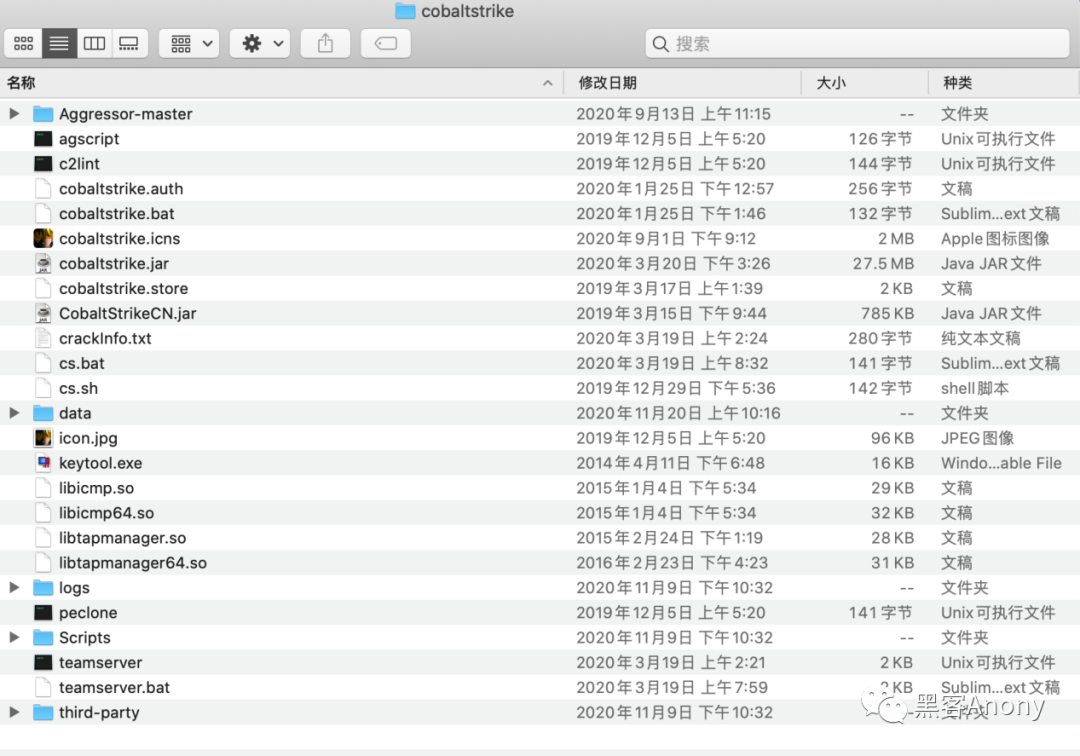 cobaltstrike
搜索
名称 修改日期 大小 种类
Aggressor-master 2020年9月13日 上午11:15 -- 文件夹
agscript 2019年12月5日 上午5:20 126字节 Unix可执行文件
c2lint 2019年12月5日 上午5:20 144字节 Unix可执行文件
cobaltstrike.auth 2020年1月25日 下午12:57 256字节 文稿
cobaltstrike.bat 2020年1月25日 下午1:46 132字节 Sublim...ext文稿
cobaltstrike.icns 2020年9月1日 下午9:12 2 MB Apple图标图像
cobaltstrike.jar 2020年3月20日 下午3:26 27.5 MB Java JAR文件
cobaltstrike.store 2019年3月17日 上午1:39 2 KB 文稿
CobaltStrikeCN.jar 2019年3月15日 下午9:44 785 KB Java JAR文件
crackInfo.txt 2020年3月19日 上午2:24 280字节 纯文本文稿
cs.bat 2020年3月19日 上午8:32 141字节 Sublim...ext文稿
cs.sh 2019年12月29日 下午5:36 142字节 shell脚本
data 2020年11月20日 上午10:16 -- 文件夹
icon.jpg 2019年12月5日 上午5:20 96 KB JPEG图像
keytool.exe 2014年4月11日 下午6:48 16 KB Windo...able File
libicmp.so 2015年1月4日 下午5:34 29 KB 文稿
libicmp64.so 2015年1月4日 下午5:34 32 KB 文稿
libtapmanager.so 2015年2月24日 下午1:19 28 KB 文稿
libtapmanager64.so 2016年2月23日 下午4:23 31 KB 文稿
logs 2020年11月9日 下午10:32 -- 文件夹
peclone 2019年12月5日 上午5:20 141字节 Unix可执行文件
Scripts 2020年11月9日 下午10:32 -- 文件夹
teamserver 2020年3月19日 上午2:21 2 KB Unix可执行文件
teamserver.bat 2020年3月19日 上午7:59 2 KB Sublim...ext文稿
third-party 2020年11月9日 下午10:32 -- 文件夹
黑客Anony